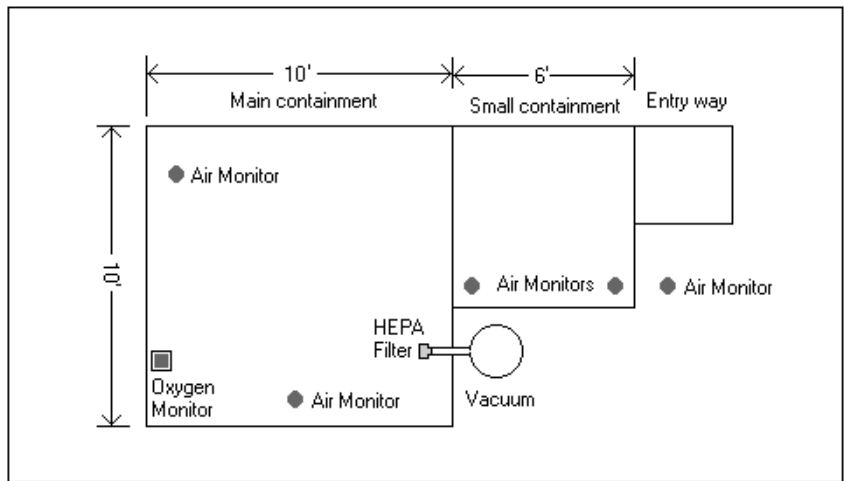 10'
6'
Main containment
Small containment
Entry way
Air Monitor
10'
Air Monitors
Air Monitor
HEPA
Filter
Oxygen
Monitor
Air Monitor
Vacuum